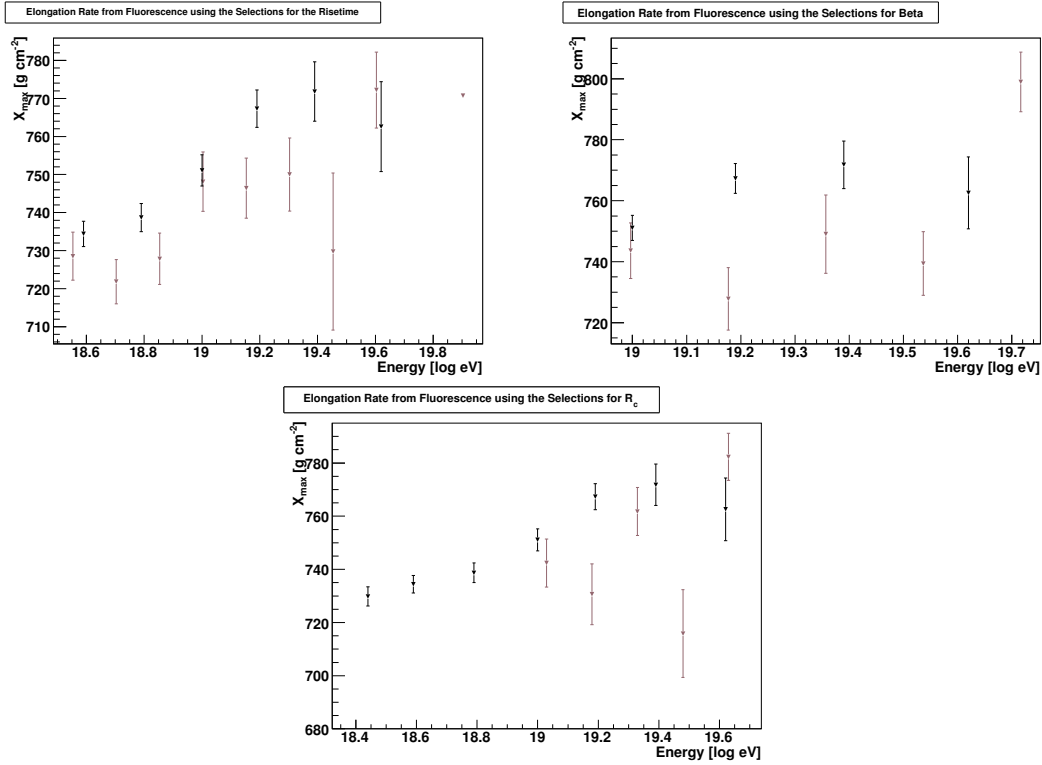 Elongation Rate from Fluorescence using the Selections for the Risetime
X_max [g cm^-2]
780
770
760
750
740
730
720
710
18.6 18.8 19 19.2 19.4 19.6 19.8
Energy [log eV]
Elongation Rate from Fluorescence using the Selections for Beta
X_max [g cm^-2]
800
780
760
740
720
19 19.1 19.2 19.3 19.4 19.5 19.6 19.7
Energy [log eV]
Elongation Rate from Fluorescence using the Selections for R_c
X_max [g cm^-2]
780
760
740
720
700
680
18.4 18.6 18.8 19 19.2 19.4 19.6
Energy [log eV]